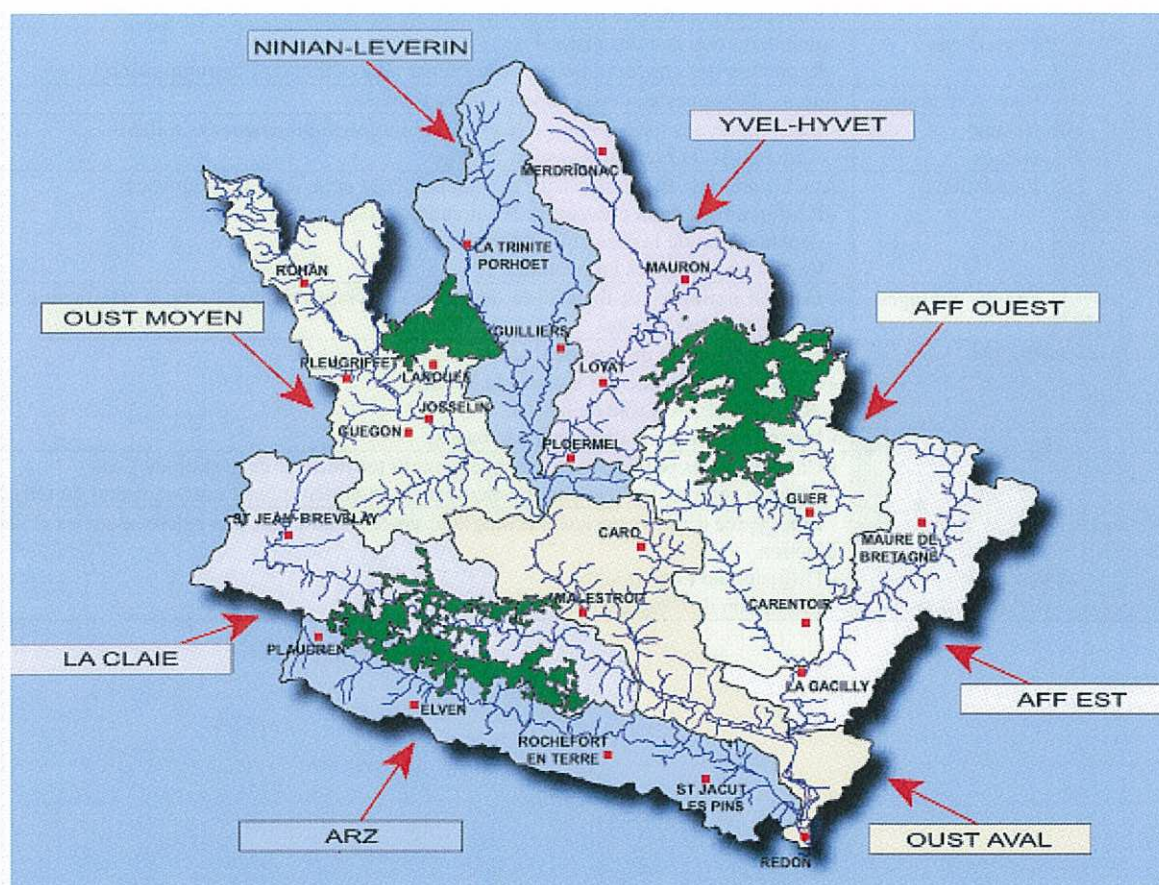 NINIAN-LEVERIN
YVEL-HYVET
MERDRIGNAC
LA TRINITE
PORHOET
MAURON
ROHAN
OUST MOYEN
AFF OUEST
GUILLIERS
PLEUGRIFFET
LANOUEE
LOYAT
JOSSELIN
GUEGON
PLOERMEL
GUER
ST JEAN-BREVELAY
CARO
MAURE DE
BRETAGNE
MALESTROIT
CARENTOIR
PLAUDREN
LA CLAIE
LA GACILLY
AFF EST
ELVEN
ROCHEFORT
EN TERRE
ST JACUT
LES PINS
ARZ
OUST AVAL
REDON